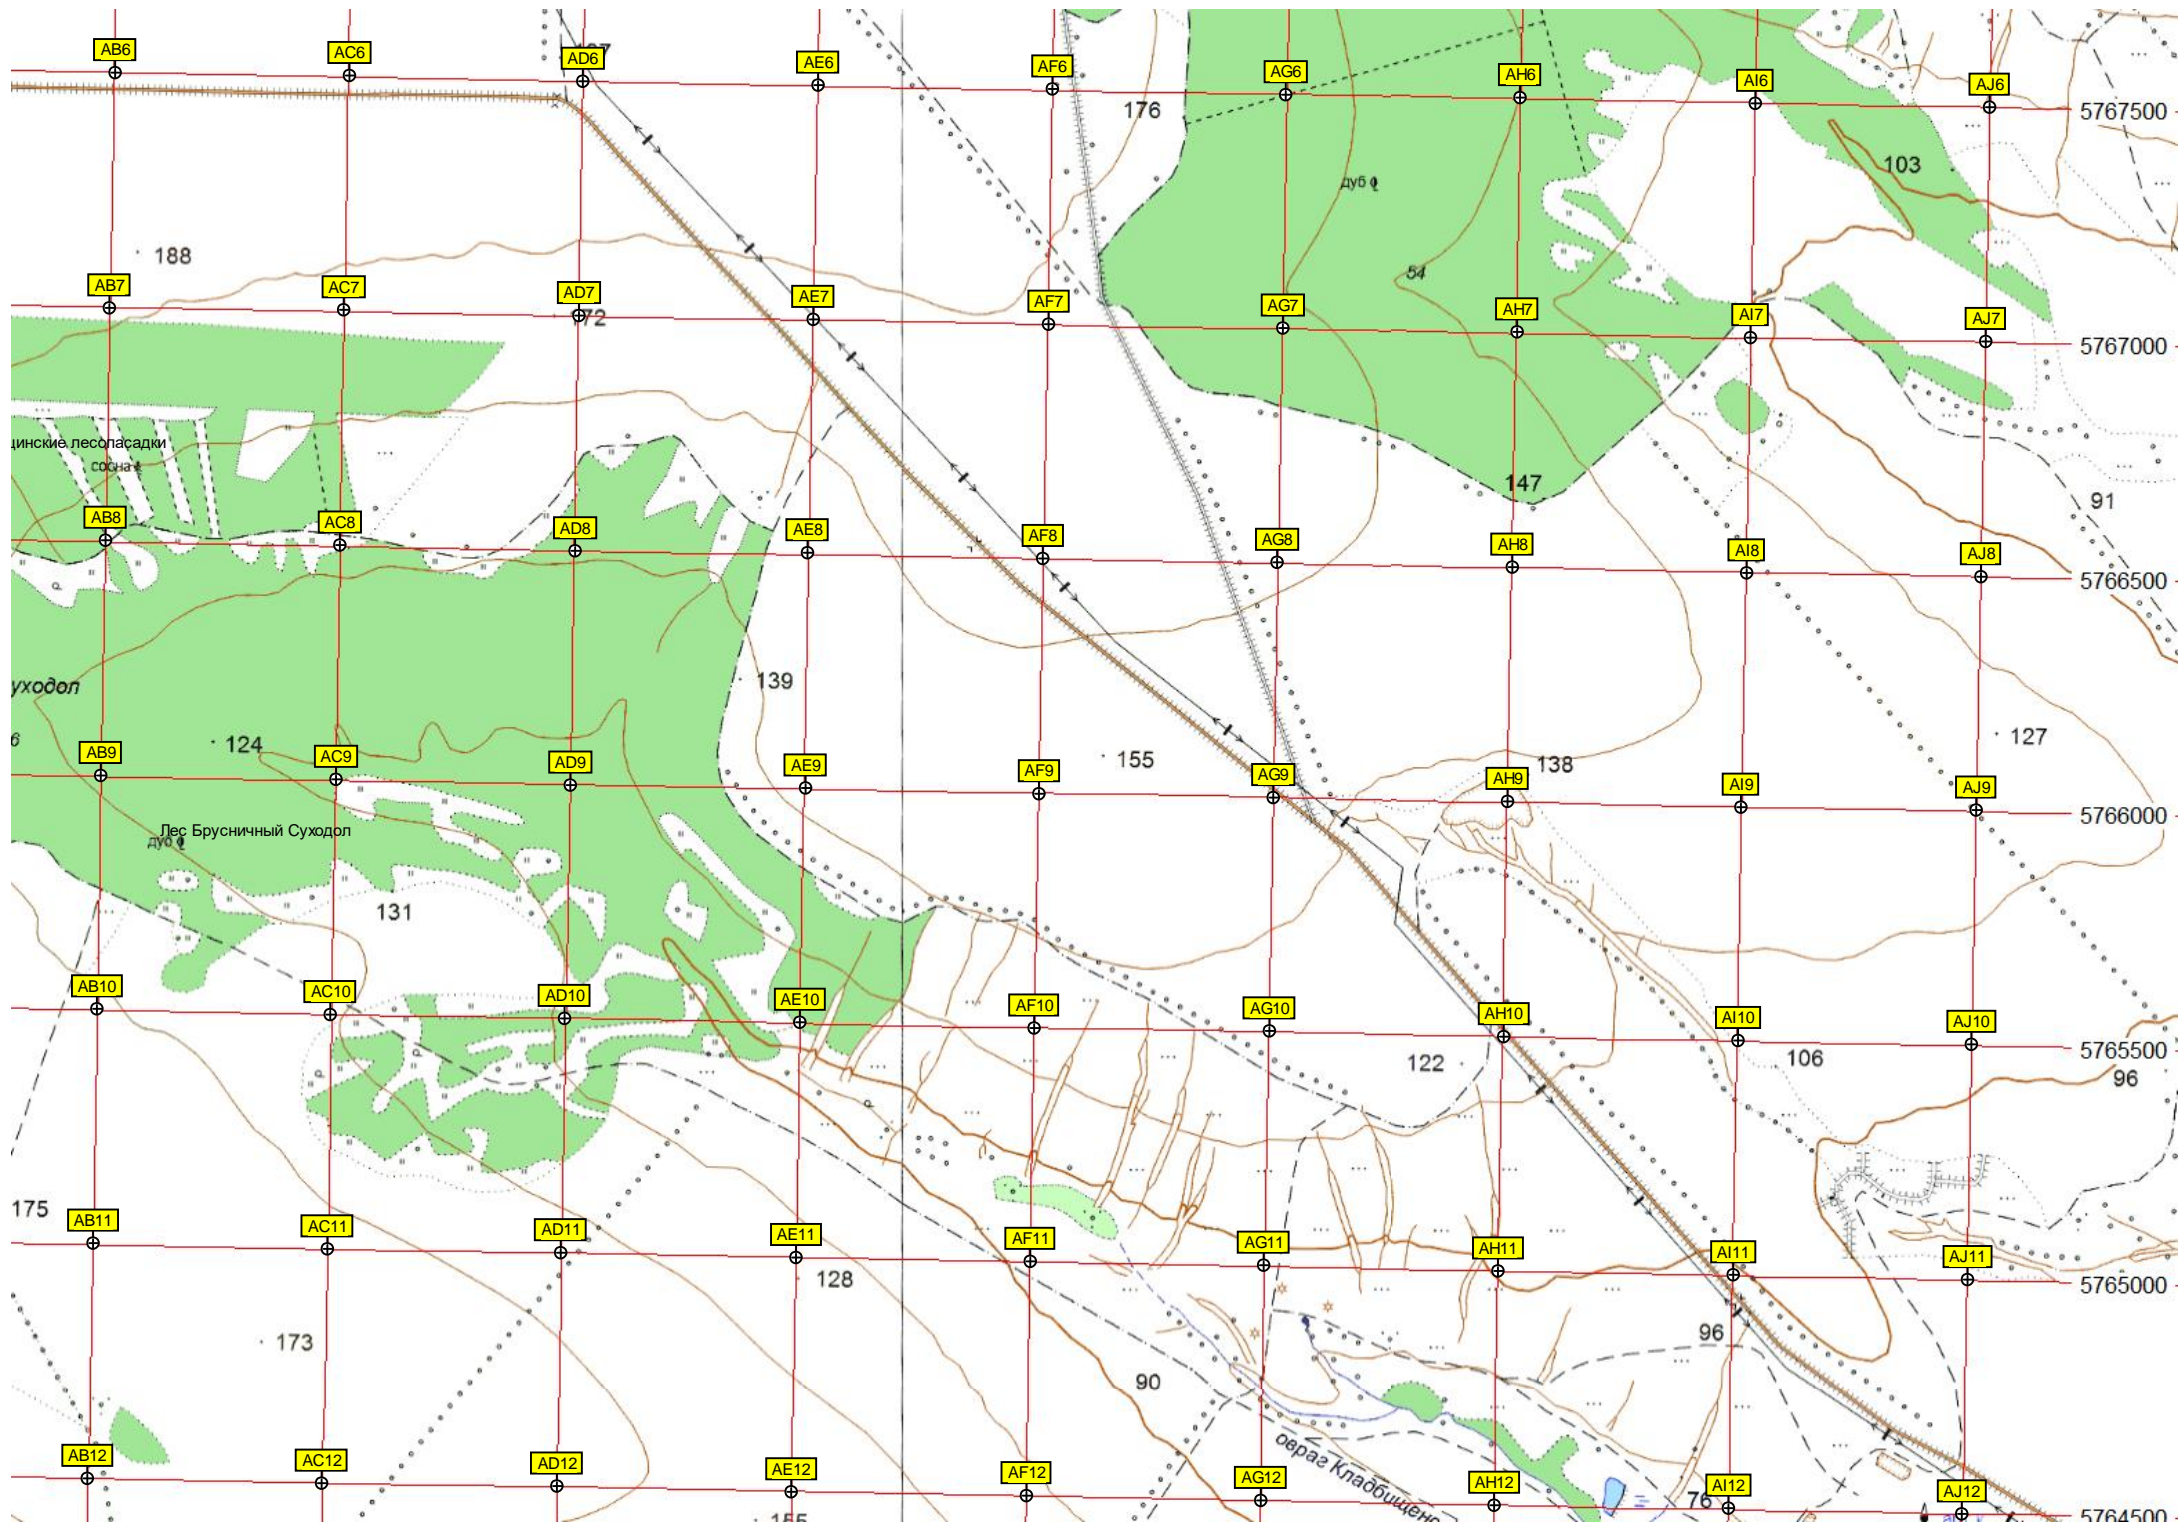 AB6 AC6 AD6 AE6 AF6 AG6 AH6 AI6 AJ6
176 5767500
103
дуб
188
54
AB7 AC7 AD7 AE7 AF7 AG7 AH7 AI7 AJ7
172 5767000
лесопасадки
сосна
147 91
AB8 AC8 AD8 AE8 AF8 AG8 AH8 AI8 AJ8
5766500
уходол 139
6 124 155 138 127
AB9 AC9 AD9 AE9 AF9 AG9 AH9 AI9 AJ9
5766000
Лес Брусничный Суходол
дуб
131
AB10 AC10 AD10 AE10 AF10 AG10 AH10 AI10 AJ10
5765500
122 106 96
175
AB11 AC11 AD11 AE11 AF11 AG11 AH11 AI11 AJ11
128 5765000
173 96
90
овраг Кладбищено
AB12 AC12 AD12 AE12 AF12 AG12 AH12 AI12 AJ12
76
155 5764500